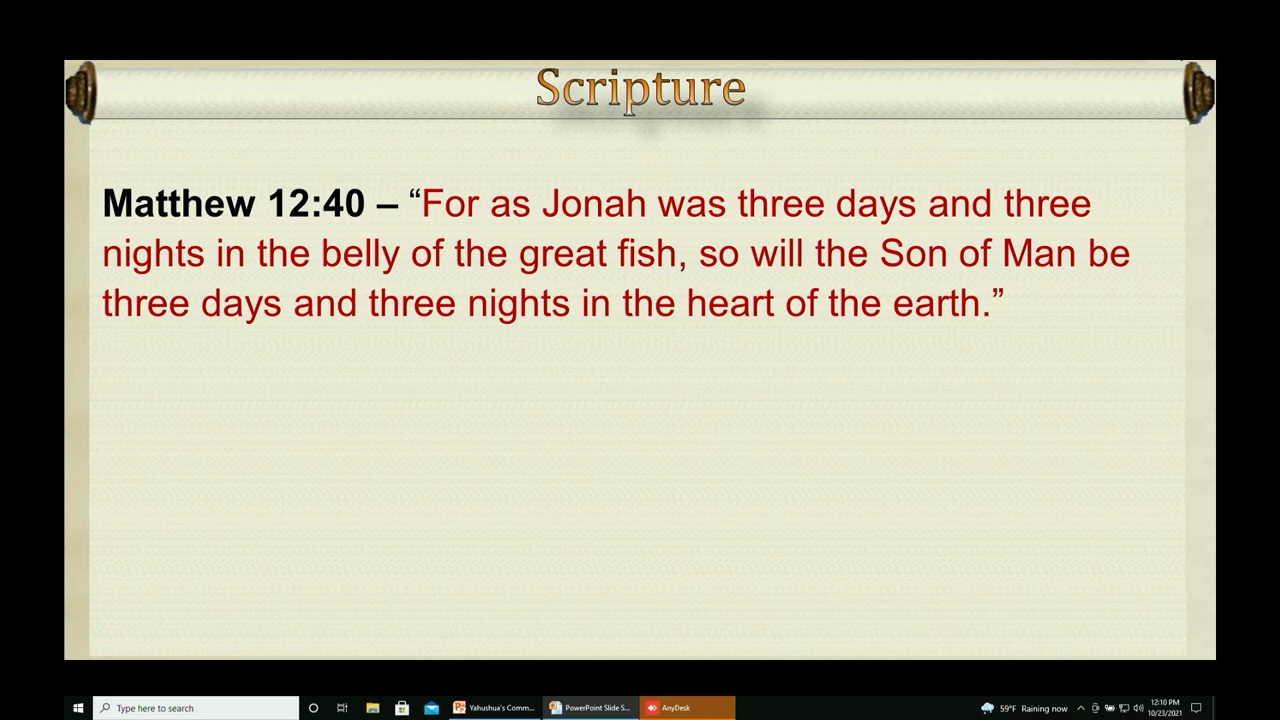 Scripture
Matthew 12:40 – “For as Jonah was three days and three
nights in the belly of the great fish, so will the Son of Man be
three days and three nights in the heart of the earth.”
Type here to search
Yahushua's Comm...
PowerPoint Slide S...
AnyDesk
59°F Raining now
12:10 PM
10/23/2021